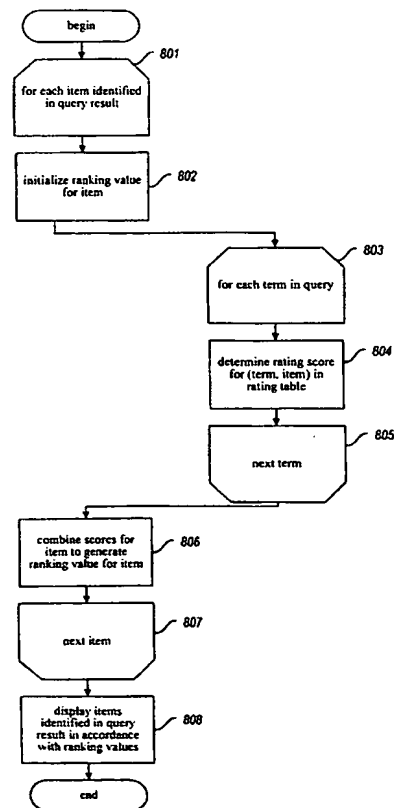 begin
801
for each item identified
in query result
initialize ranking value
for item
802
803
for each term in query
determine rating score
for (term, item) in
rating table
804
805
next term
combine scores for
item to generate
ranking value for item
806
807
next item
display items
identified in query
result in accordance
with ranking values
808
end